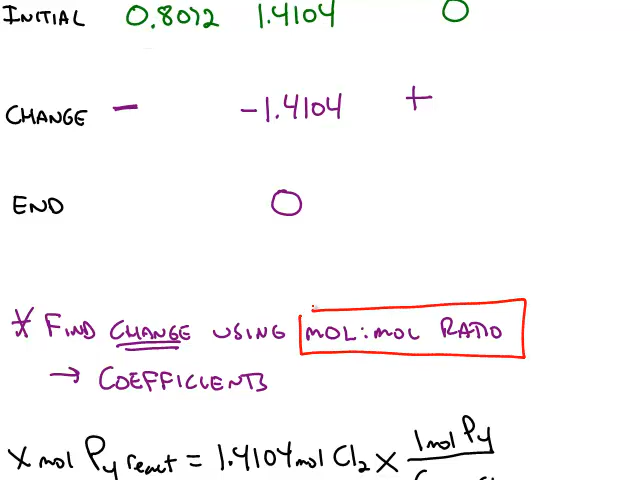 INITIAL 0.8072 1.4104 0
CHANGE − −1.4104 +
END 0
* FIND CHANGE USING MOL:MOL RATIO
→ COEFFICIENTS
X mol P4 react = 1.4104 mol Cl2 × 1 mol P4